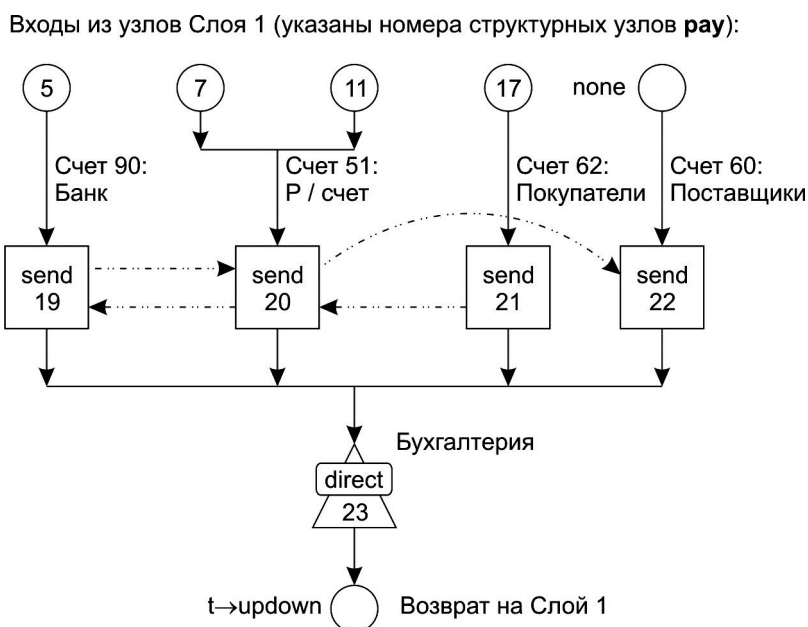 Входы из узлов Слоя 1 (указаны номера структурных узлов pay):
5
7
11
17
none
Счет 90:
Банк
Счет 51:
Р / счет
Счет 62:
Покупатели
Счет 60:
Поставщики
send
19
send
20
send
21
send
22
Бухгалтерия
direct
23
t→updown
Возврат на Слой 1